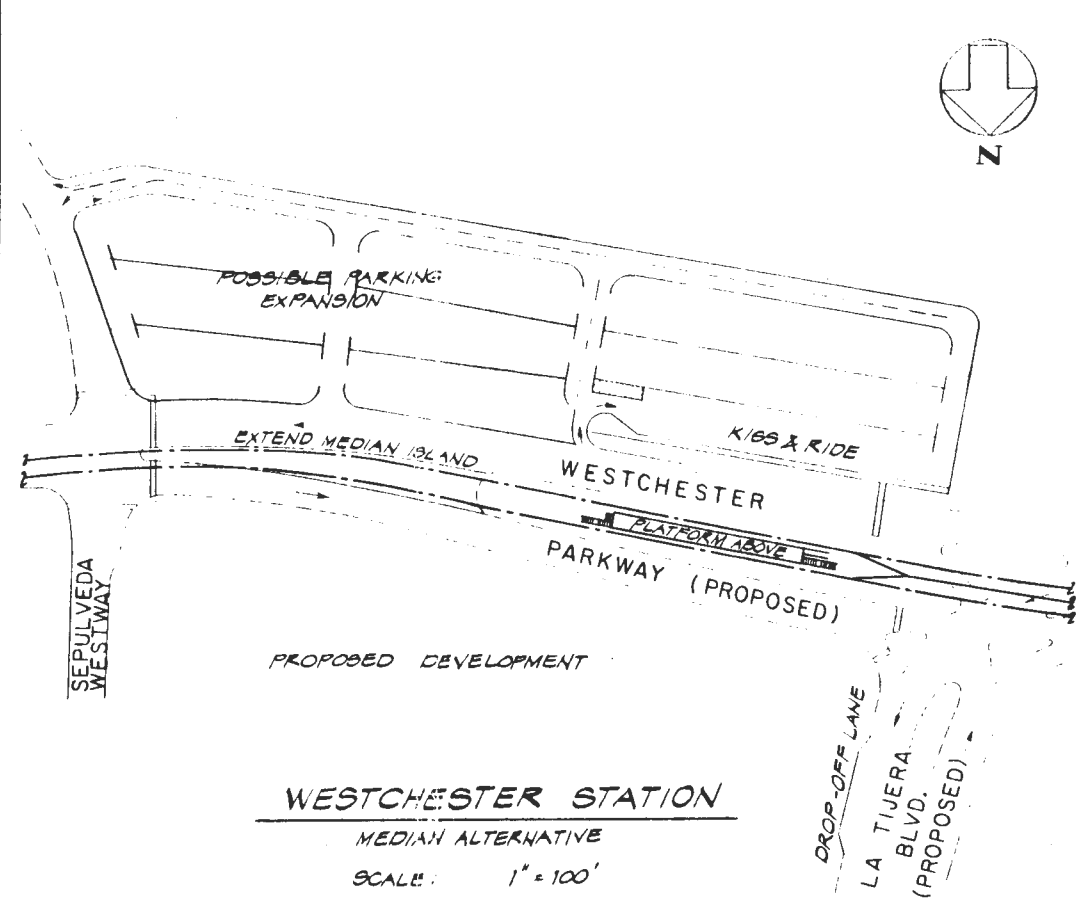 N
POSSIBLE PARKING
EXPANSION
EXTEND MEDIAN ISLAND
KISS & RIDE
WESTCHESTER
PLATFORM ABOVE
PARKWAY (PROPOSED)
SEPULVEDA
WESTWAY
PROPOSED DEVELOPMENT
DROP-OFF LANE
LA TIJERA
BLVD.
(PROPOSED)
WESTCHESTER STATION
MEDIAN ALTERNATIVE
SCALE: 1" = 100'